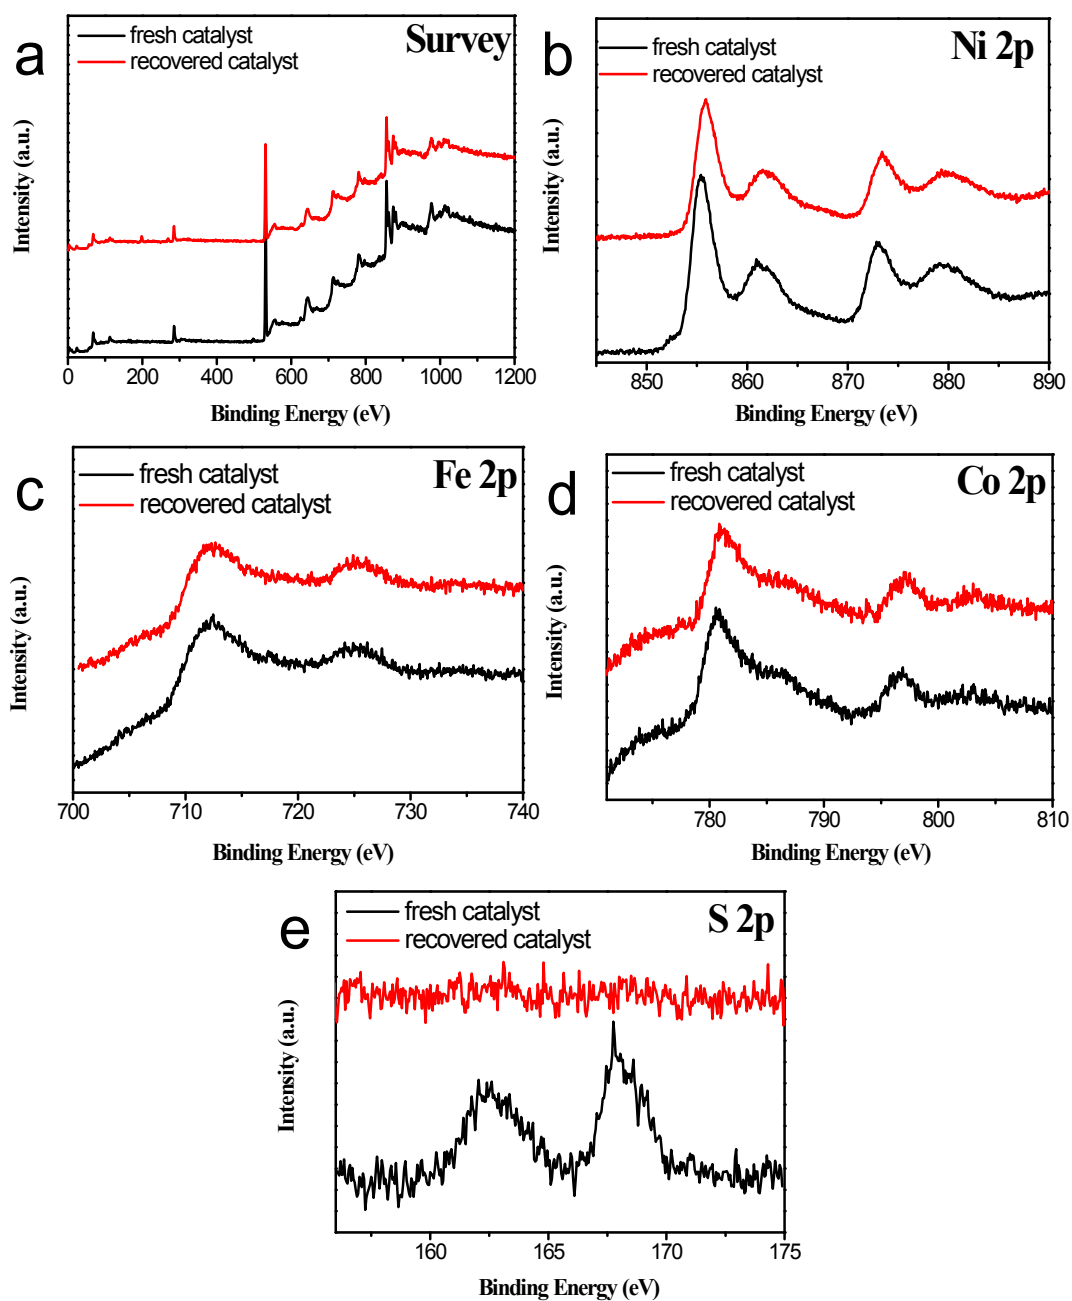 a
fresh catalyst
recovered catalyst
Survey
Intensity (a.u.)
0 200 400 600 800 1000 1200
Binding Energy (eV)
b
fresh catalyst
recovered catalyst
Ni 2p
Intensity (a.u.)
850 860 870 880 890
Binding Energy (eV)
c
fresh catalyst
recovered catalyst
Fe 2p
Intensity (a.u.)
700 710 720 730 740
Binding Energy (eV)
d
fresh catalyst
recovered catalyst
Co 2p
Intensity (a.u.)
780 790 800 810
Binding Energy (eV)
e
fresh catalyst
recovered catalyst
S 2p
Intensity (a.u.)
160 165 170 175
Binding Energy (eV)